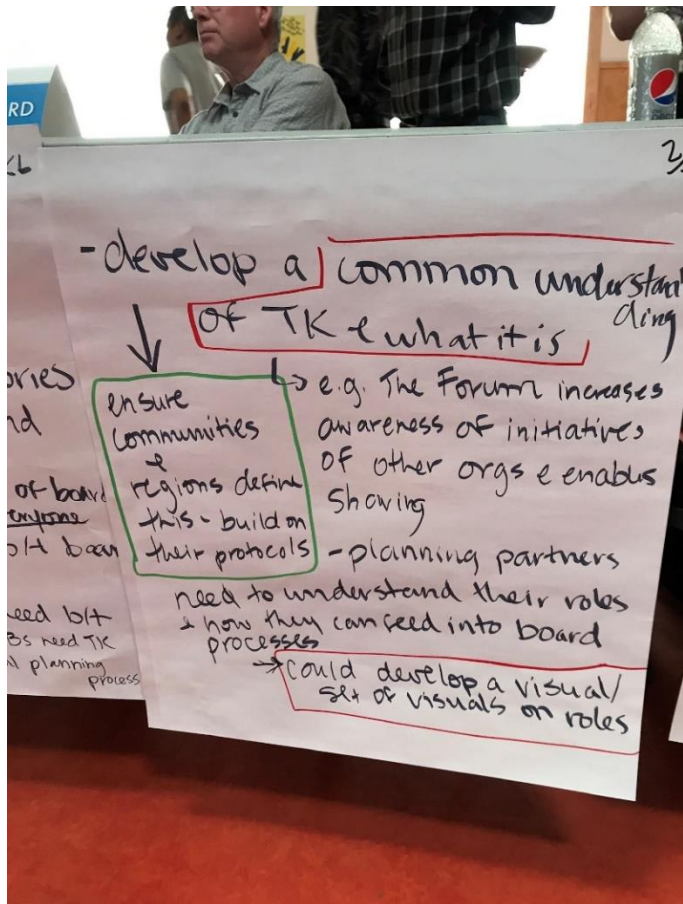 RD
- develop a common understan
ding
of TK & what it is
ensure
communities
&
regions define
this - build on
their protocols
e.g. The Forum increases
awareness of initiatives
of other orgs & enabus
showing
- planning partners
need to understand their roles
+ how they can feed into board
processes
could develop a visual/
set of visuals on roles
ories
nd
of board
anyone
b/t boar
need b/t
Bs need TK
l planning
process